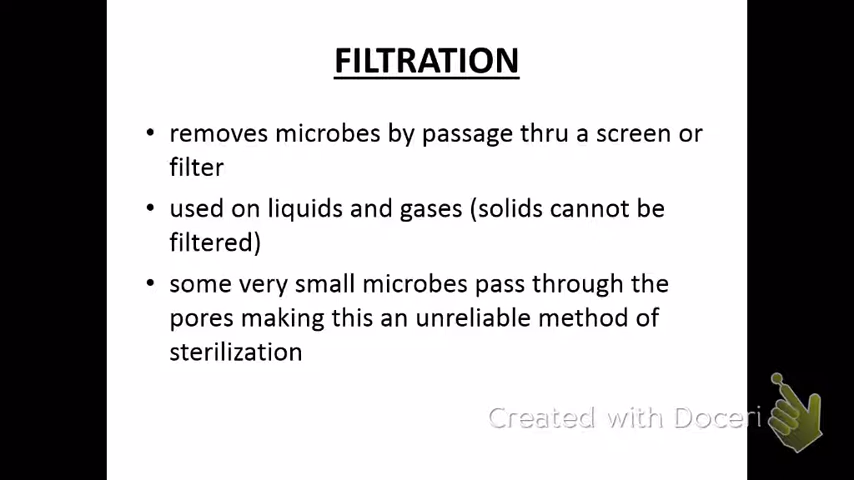 FILTRATION
• removes microbes by passage thru a screen or
filter
• used on liquids and gases (solids cannot be
filtered)
• some very small microbes pass through the
pores making this an unreliable method of
sterilization
Created with Doceri